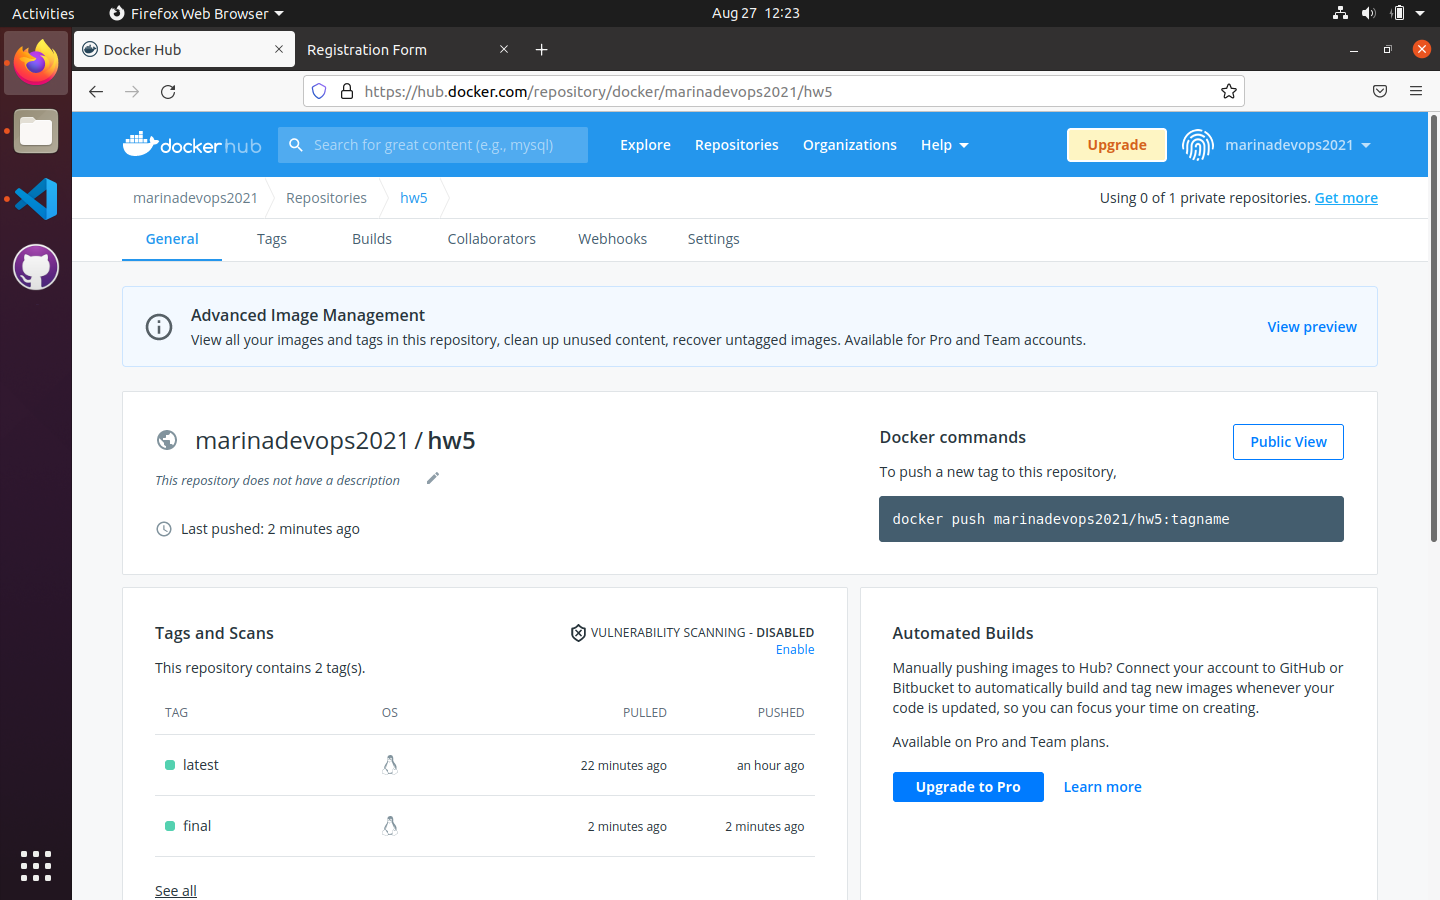 Activities
Firefox Web Browser
Aug 27 12:23
Docker Hub
Registration Form
https://hub.docker.com/repository/docker/marinadevops2021/hw5
dockerhub
Search for great content (e.g., mysql)
Explore
Repositories
Organizations
Help
Upgrade
marinadevops2021
marinadevops2021
Repositories
hw5
Using 0 of 1 private repositories. Get more
General
Tags
Builds
Collaborators
Webhooks
Settings
Advanced Image Management
View all your images and tags in this repository, clean up unused content, recover untagged images. Available for Pro and Team accounts.
View preview
marinadevops2021 / hw5
This repository does not have a description
Last pushed: 2 minutes ago
Docker commands
Public View
To push a new tag to this repository,
docker push marinadevops2021/hw5:tagname
Tags and Scans
VULNERABILITY SCANNING - DISABLED
Enable
This repository contains 2 tag(s).
TAG OS PULLED PUSHED
latest 22 minutes ago an hour ago
final 2 minutes ago 2 minutes ago
See all
Automated Builds
Manually pushing images to Hub? Connect your account to GitHub or
Bitbucket to automatically build and tag new images whenever your
code is updated, so you can focus your time on creating.
Available on Pro and Team plans.
Upgrade to Pro
Learn more